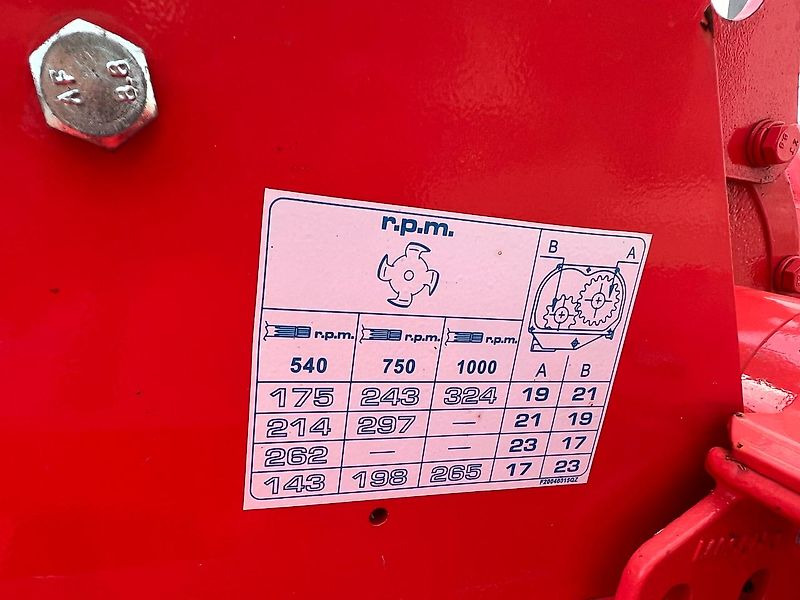 AF
8.8
r.p.m.
B A
r.p.m. r.p.m. r.p.m.
540 750 1000 A B
175 243 324 19 21
214 297 — 21 19
262 — — 23 17
143 198 265 17 23